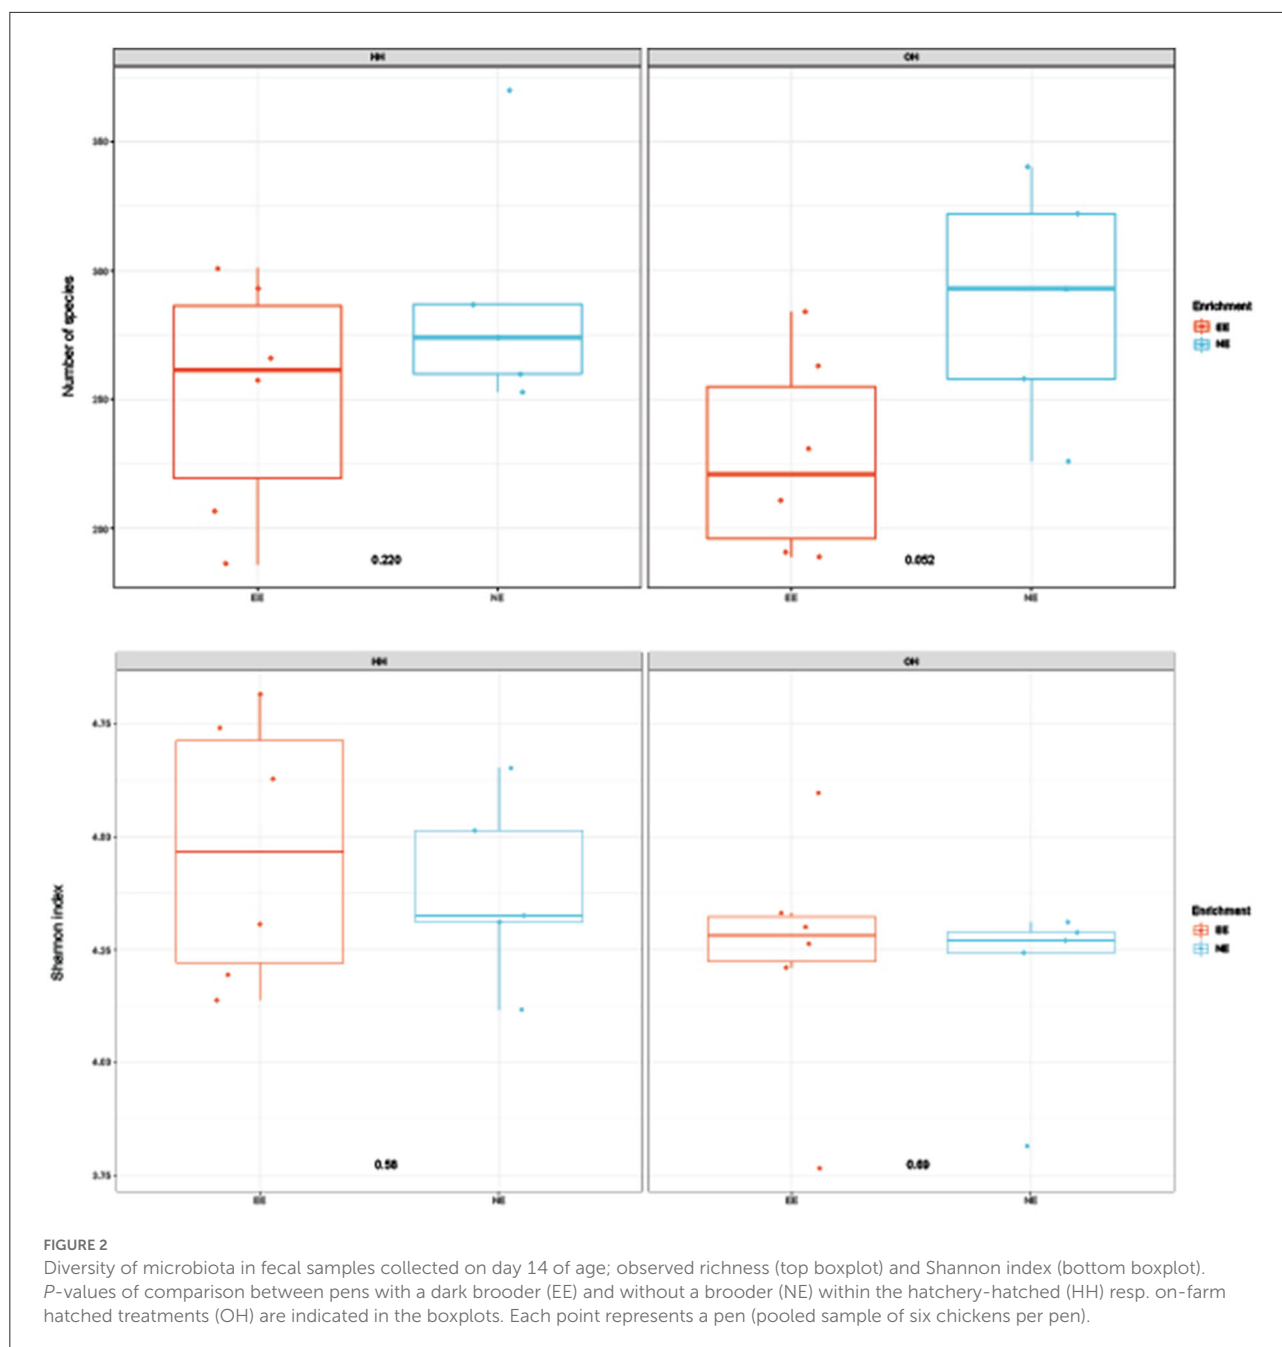 HH
OH
350
300
250
200
Number of species
0.220
0.052
EE
NE
EE
NE
Enrichment
EE
NE
HH
OH
4.75
4.50
4.25
4.00
3.75
Shannon index
0.58
0.69
EE
NE
EE
NE
Enrichment
EE
NE
FIGURE 2
Diversity of microbiota in fecal samples collected on day 14 of age; observed richness (top boxplot) and Shannon index (bottom boxplot).
P-values of comparison between pens with a dark brooder (EE) and without a brooder (NE) within the hatchery-hatched (HH) resp. on-farm
hatched treatments (OH) are indicated in the boxplots. Each point represents a pen (pooled sample of six chickens per pen).